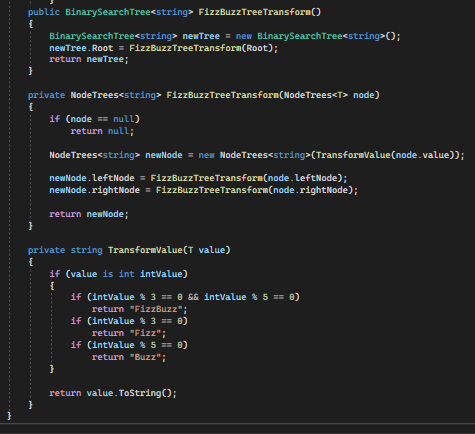 }
public BinarySearchTree<string> FizzBuzzTreeTransform()
{
BinarySearchTree<string> newTree = new BinarySearchTree<string>();
newTree.Root = FizzBuzzTreeTransform(Root);
return newTree;
}
private NodeTrees<string> FizzBuzzTreeTransform(NodeTrees<T> node)
{
if (node == null)
return null;
NodeTrees<string> newNode = new NodeTrees<string>(TransformValue(node.value));
newNode.leftNode = FizzBuzzTreeTransform(node.leftNode);
newNode.rightNode = FizzBuzzTreeTransform(node.rightNode);
return newNode;
}
private string TransformValue(T value)
{
if (value is int intValue)
{
if (intValue % 3 == 0 && intValue % 5 == 0)
return "FizzBuzz";
if (intValue % 3 == 0)
return "Fizz";
if (intValue % 5 == 0)
return "Buzz";
}
return value.ToString();
}
}